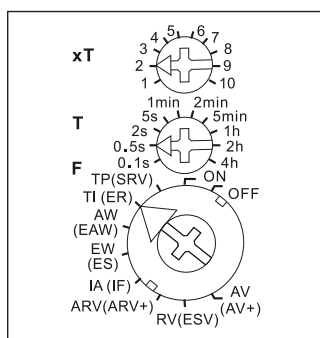 xT
1
2
3
4
5
6
7
8
9
10
T
0.1s
0.5s
2s
5s
1min
2min
5min
1h
2h
4h
F
ON
OFF
TP(SRV)
TI (ER)
AW
(EAW)
EW
(ES)
IA (IF)
ARV(ARV+)
RV(ESV)
AV
(AV+)